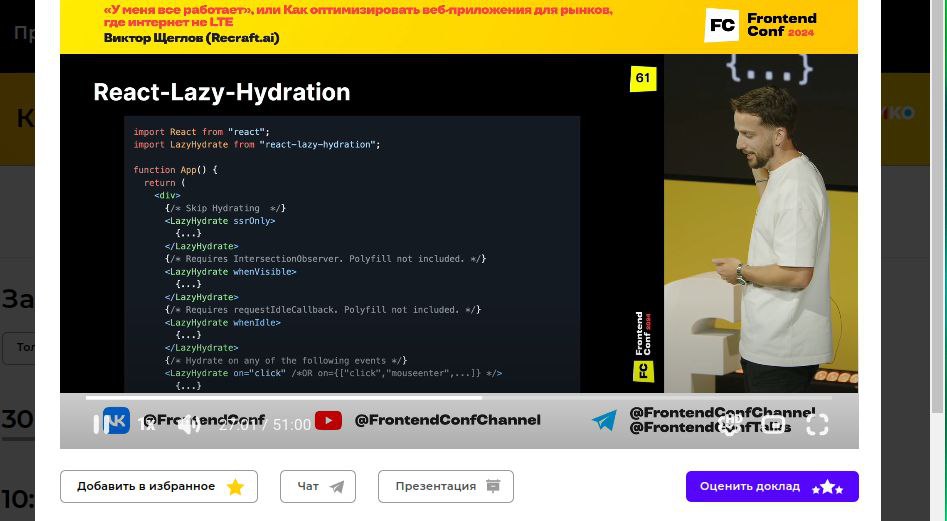 «У меня все работает», или Как оптимизировать веб-приложения для рынков,
где интернет не LTE
Виктор Щеглов (Recraft.ai)
FC Frontend
Conf 2024
React-Lazy-Hydration
61
import React from "react";
import LazyHydrate from "react-lazy-hydration";
function App() {
return (
<div>
{/* Skip Hydrating  */}
<LazyHydrate ssrOnly>
{...}
</LazyHydrate>
{/* Requires IntersectionObserver. Polyfill not included. */}
<LazyHydrate whenVisible>
{...}
</LazyHydrate>
{/* Requires requestIdleCallback. Polyfill not included. */}
<LazyHydrate whenIdle>
{...}
</LazyHydrate>
{/* Hydrate on any of the following events */}
<LazyHydrate on="click" /*OR on={["click","mouseenter",...]} */>
{...}
FC Frontend
Conf 2024
{...}
@FrontendConf
@FrontendConfChannel
@FrontendConfChannel
@FrontendConfTalks
1x
27:01 / 51:00
Добавить в избранное
Чат
Презентация
Оценить доклад
30
10: